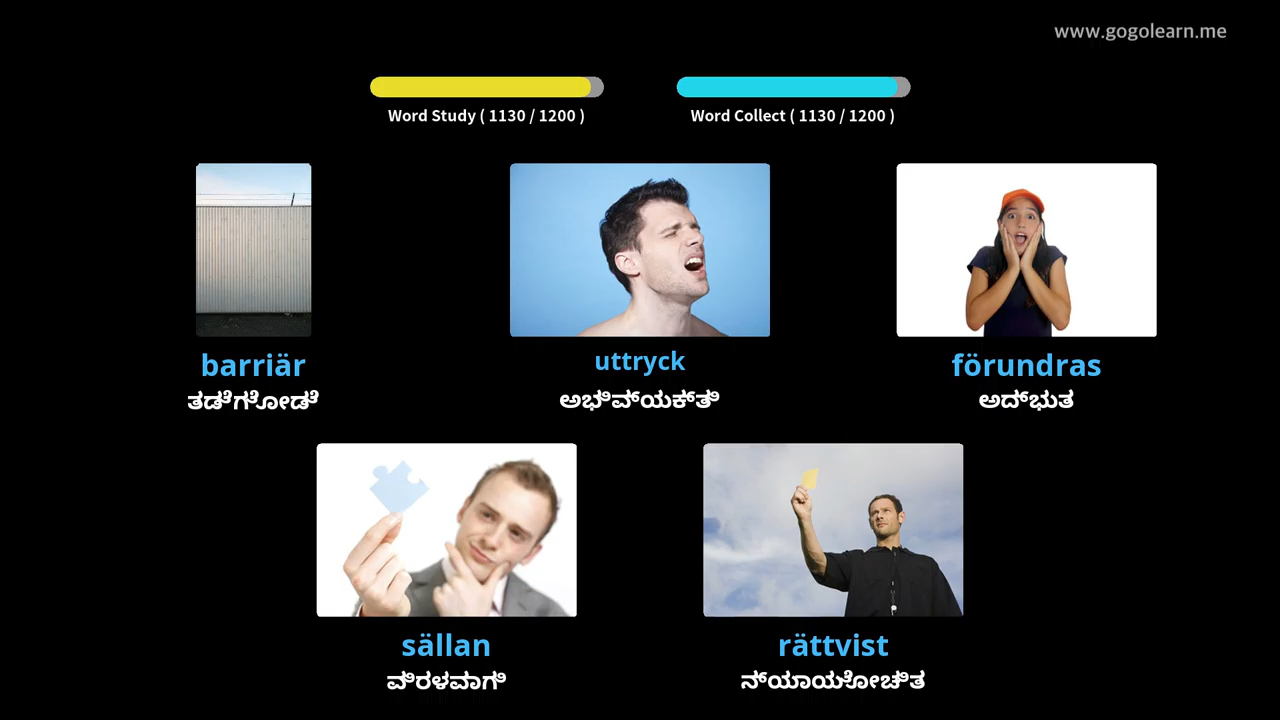 www.gogolearn.me
Word Study ( 1130 / 1200 )
Word Collect ( 1130 / 1200 )
barriär
ತಡೆಗೋಡೆ
uttryck
ಅಭಿವ್ಯಕ್ತಿ
förundras
ಅದ್ಭುತ
sällan
ವಿರಳವಾಗಿ
rättvist
ನ್ಯಾಯೋಚಿತ